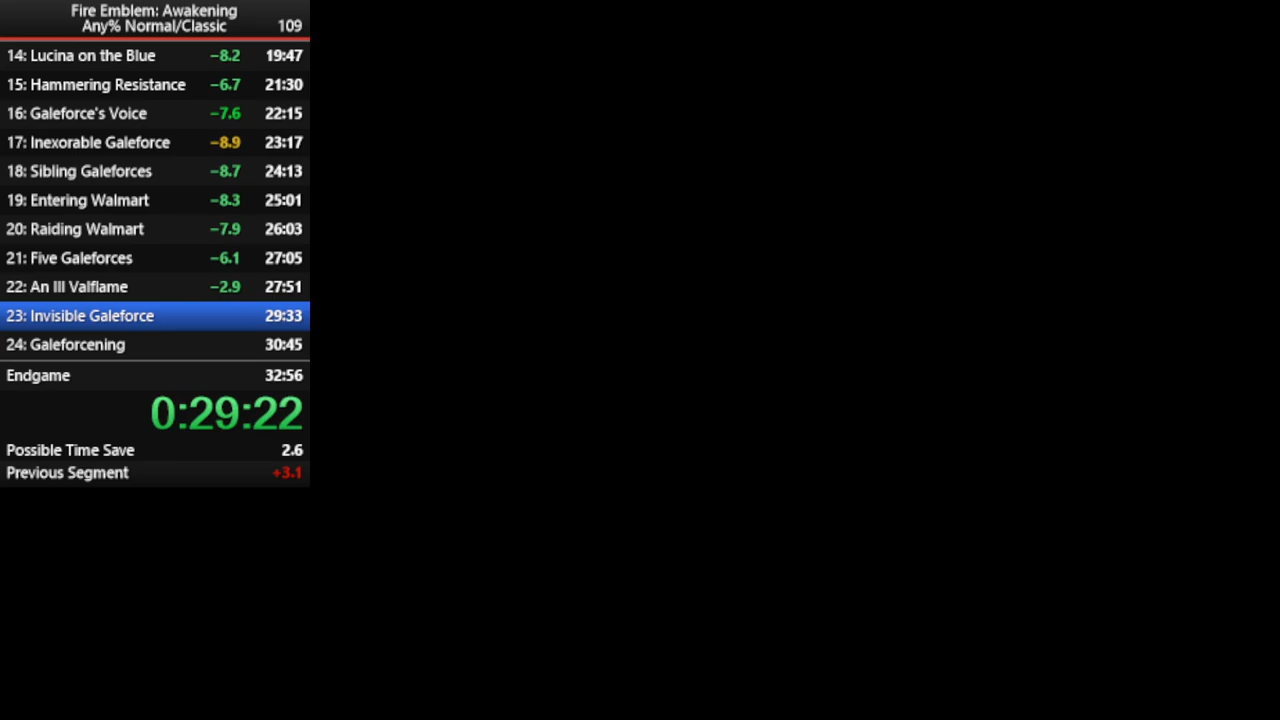 Fire Emblem: Awakening
Any% Normal/Classic 109
14: Lucina on the Blue −8.2 19:47
15: Hammering Resistance −6.7 21:30
16: Galeforce's Voice −7.6 22:15
17: Inexorable Galeforce −8.9 23:17
18: Sibling Galeforces −8.7 24:13
19: Entering Walmart −8.3 25:01
20: Raiding Walmart −7.9 26:03
21: Five Galeforces −6.1 27:05
22: An Ill Valflame −2.9 27:51
23: Invisible Galeforce 29:33
24: Galeforcening 30:45
Endgame 32:56
0:29:22
Possible Time Save 2.6
Previous Segment +3.1